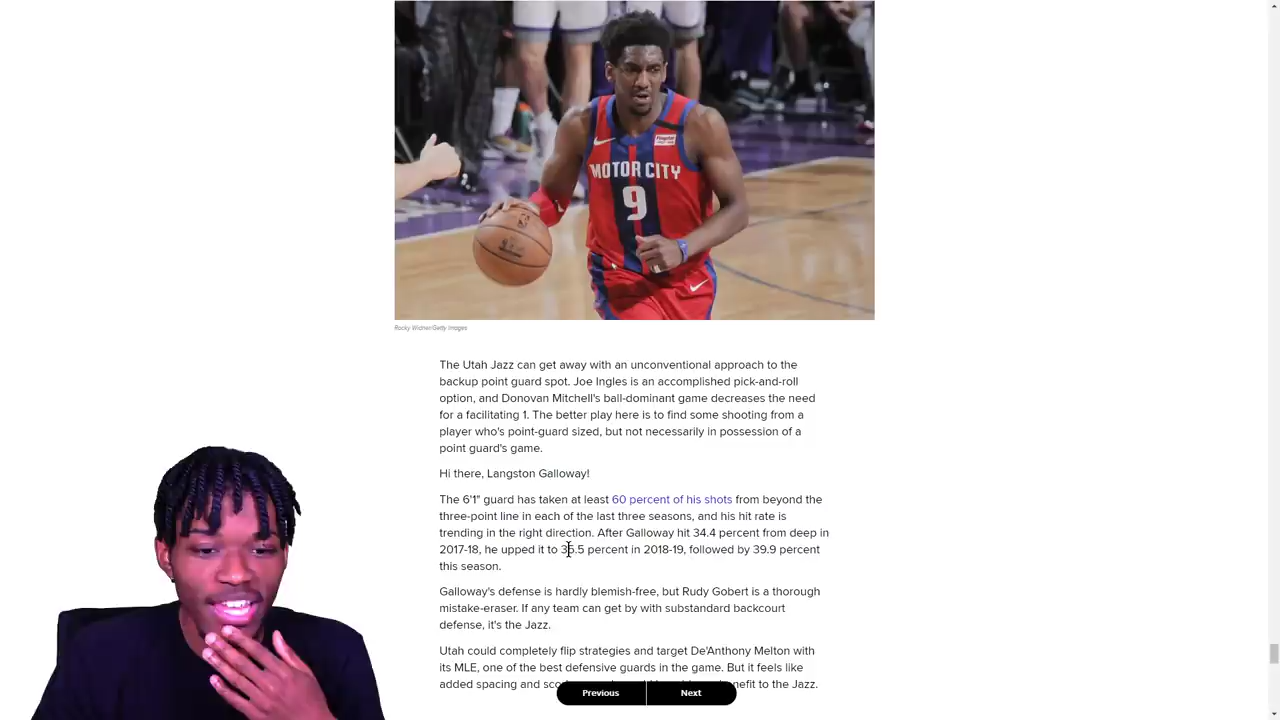 MOTOR CITY
9
Rocky Widner/Getty Images
The Utah Jazz can get away with an unconventional approach to the
backup point guard spot. Joe Ingles is an accomplished pick-and-roll
option, and Donovan Mitchell's ball-dominant game decreases the need
for a facilitating 1. The better play here is to find some shooting from a
player who's point-guard sized, but not necessarily in possession of a
point guard's game.
Hi there, Langston Galloway!
The 6'1" guard has taken at least 60 percent of his shots from beyond the
three-point line in each of the last three seasons, and his hit rate is
trending in the right direction. After Galloway hit 34.4 percent from deep in
2017-18, he upped it to 35.5 percent in 2018-19, followed by 39.9 percent
this season.
Galloway's defense is hardly blemish-free, but Rudy Gobert is a thorough
mistake-eraser. If any team can get by with substandard backcourt
defense, it's the Jazz.
Utah could completely flip strategies and target De'Anthony Melton with
its MLE, one of the best defensive guards in the game. But it feels like
added spacing and to the Jazz.
Previous
Next